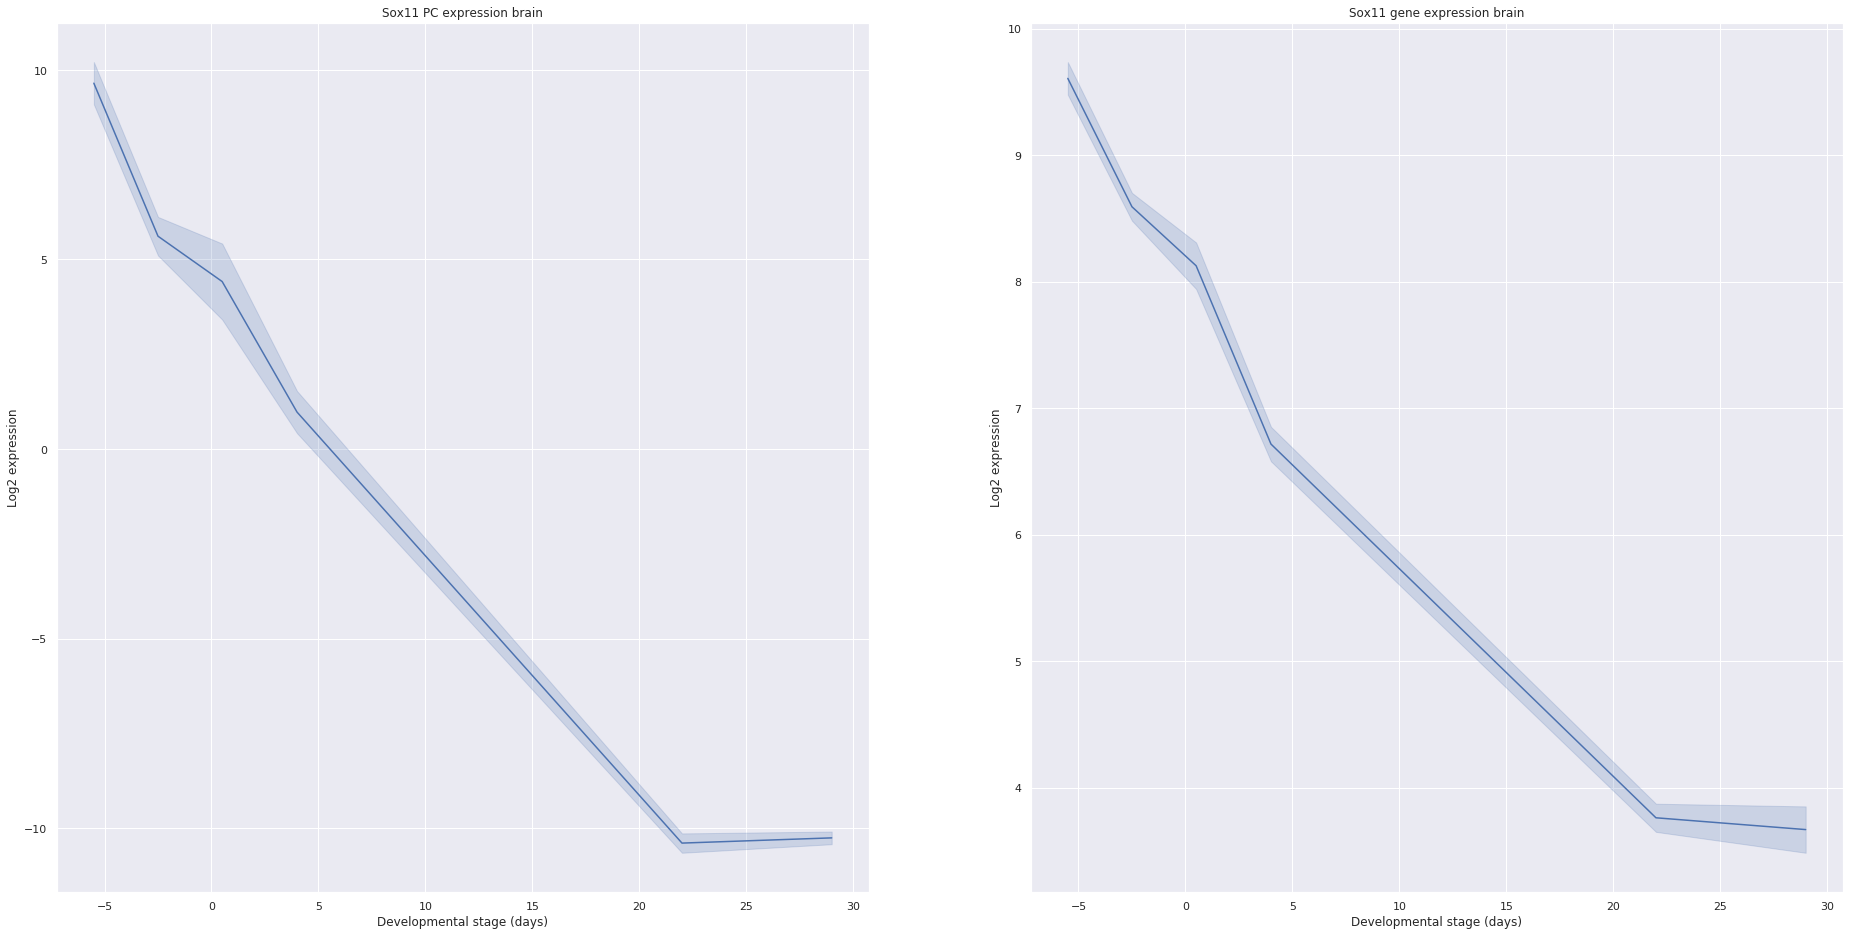 Sox11 PC expression brain
10
5
0
−5
−10
Log2 expression
−5 0 5 10 15 20 25 30
Developmental stage (days)
Sox11 gene expression brain
10
9
8
7
6
5
4
Log2 expression
−5 0 5 10 15 20 25 30
Developmental stage (days)